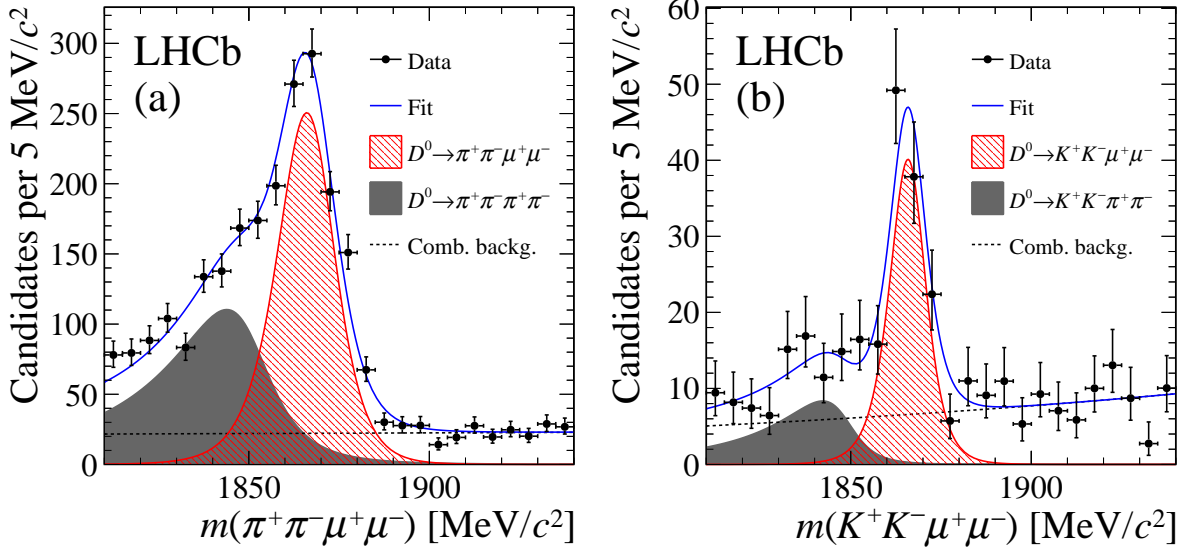 Candidates per 5 MeV/c²
300
250
200
150
100
50
0
LHCb
(a)
Data
Fit
D⁰→π⁺π⁻μ⁺μ⁻
D⁰→π⁺π⁻π⁺π⁻
Comb. backg.
1850
1900
m(π⁺π⁻μ⁺μ⁻) [MeV/c²]
Candidates per 5 MeV/c²
60
50
40
30
20
10
0
LHCb
(b)
Data
Fit
D⁰→K⁺K⁻μ⁺μ⁻
D⁰→K⁺K⁻π⁺π⁻
Comb. backg.
1850
1900
m(K⁺K⁻μ⁺μ⁻) [MeV/c²]